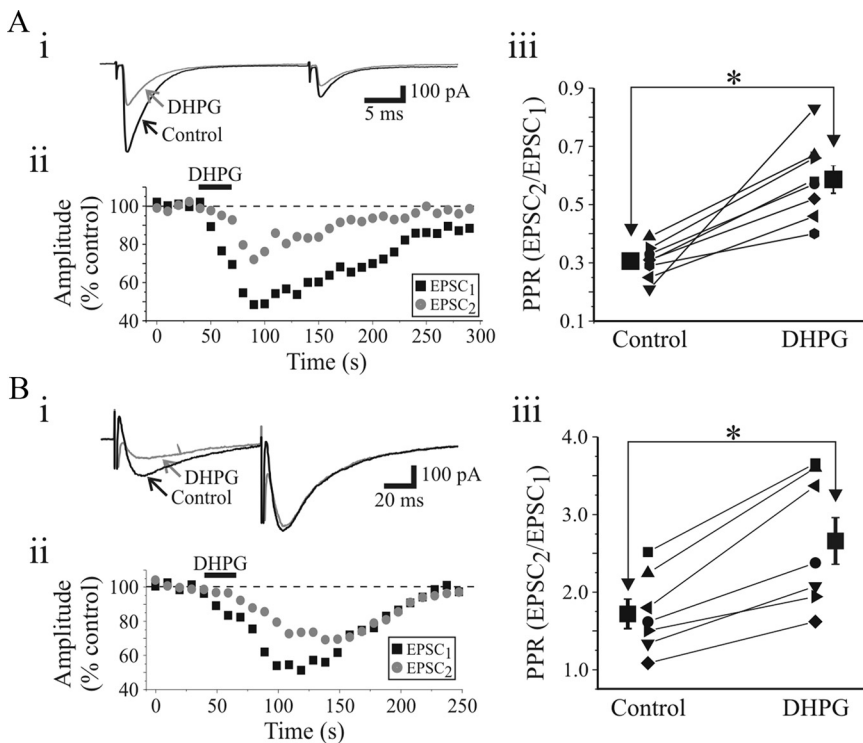 A
i
DHPG
Control
100 pA
5 ms
ii
DHPG
Amplitude
(% control)
100
80
60
40
EPSC1
EPSC2
0 50 100 150 200 250 300
Time (s)
iii
*
PPR (EPSC2/EPSC1)
0.9
0.7
0.5
0.3
0.1
Control DHPG
B
i
DHPG
Control
100 pA
20 ms
ii
DHPG
Amplitude
(% control)
100
80
60
40
EPSC1
EPSC2
0 50 100 150 200 250
Time (s)
iii
*
PPR (EPSC2/EPSC1)
4.0
3.0
2.0
1.0
Control DHPG